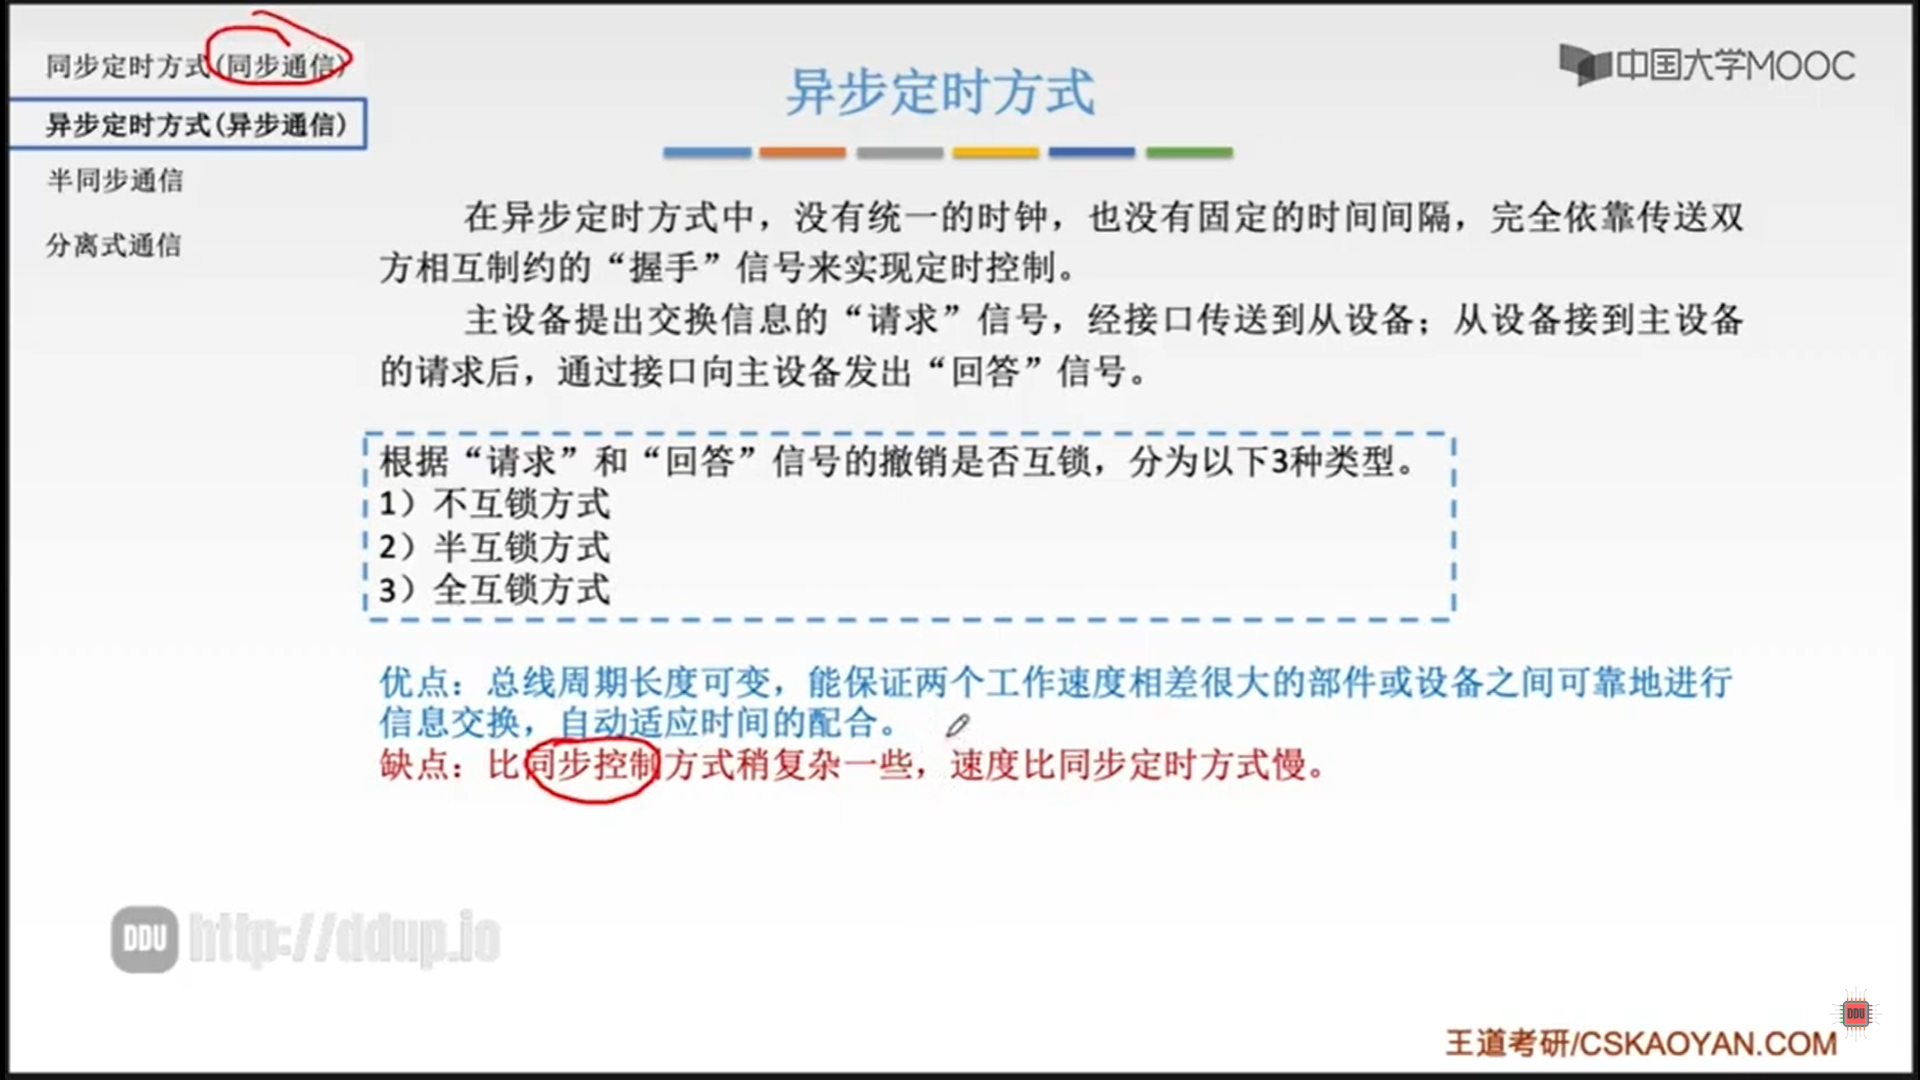 同步定时方式(同步通信)
异步定时方式(异步通信)
半同步通信
分离式通信
中国大学MOOC
异步定时方式
在异步定时方式中，没有统一的时钟，也没有固定的时间间隔，完全依靠传送双
方相互制约的“握手”信号来实现定时控制。
主设备提出交换信息的“请求”信号，经接口传送到从设备；从设备接到主设备
的请求后，通过接口向主设备发出“回答”信号。
根据“请求”和“回答”信号的撤销是否互锁，分为以下3种类型。
1）不互锁方式
2）半互锁方式
3）全互锁方式
优点：总线周期长度可变，能保证两个工作速度相差很大的部件或设备之间可靠地进行
信息交换，自动适应时间的配合。
缺点：比同步控制方式稍复杂一些，速度比同步定时方式慢。
DDU http://ddup.io
DDU
王道考研/CSKAOYAN.COM